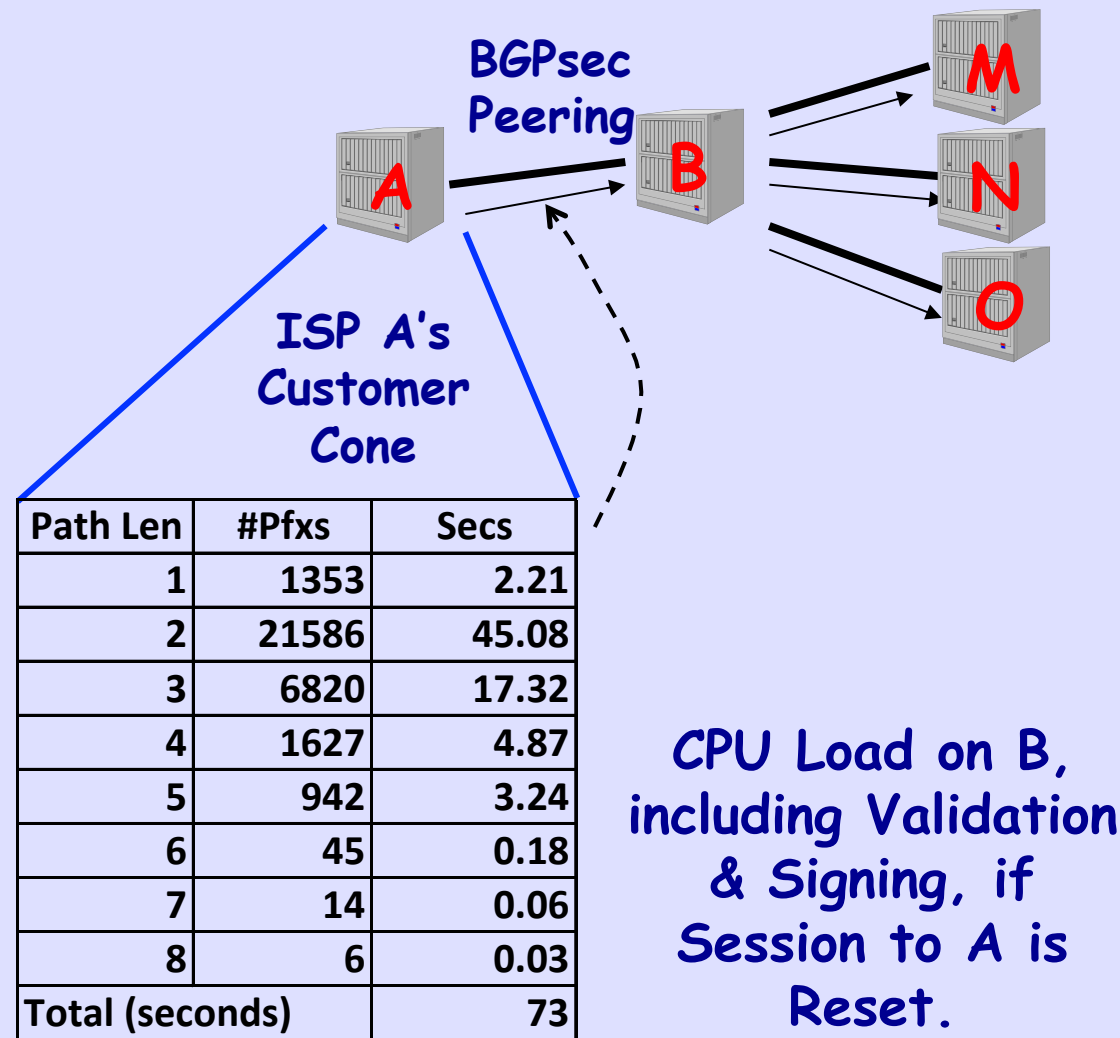 BGPsec
Peering
A
B
M
N
O
ISP A's
Customer
Cone
Path Len #Pfxs Secs
1 1353 2.21
2 21586 45.08
3 6820 17.32
4 1627 4.87
5 942 3.24
6 45 0.18
7 14 0.06
8 6 0.03
Total (seconds) 73
CPU Load on B,
including Validation
& Signing, if
Session to A is
Reset.